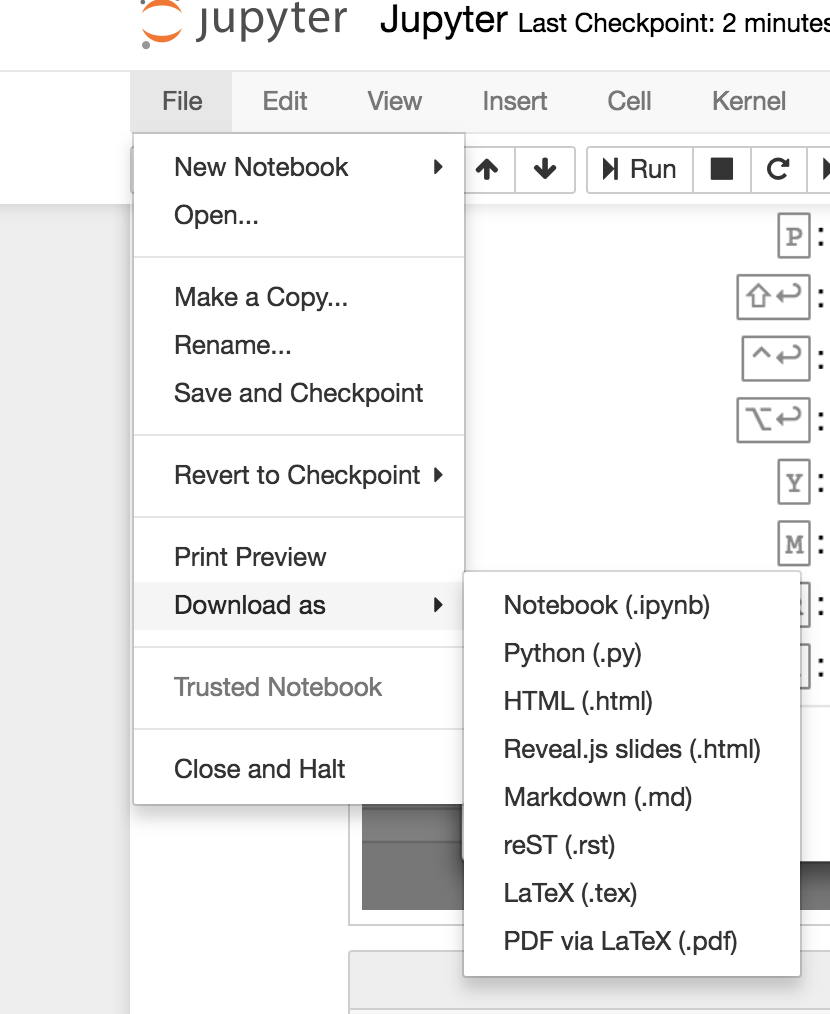 jupyter Jupyter Last Checkpoint: 2 minutes
File Edit View Insert Cell Kernel
Run
New Notebook
Open...
Make a Copy...
Rename...
Save and Checkpoint
Revert to Checkpoint
Print Preview
Download as
Trusted Notebook
Close and Halt
Notebook (.ipynb)
Python (.py)
HTML (.html)
Reveal.js slides (.html)
Markdown (.md)
reST (.rst)
LaTeX (.tex)
PDF via LaTeX (.pdf)
P :
⇧↩ :
^↩ :
⌥↩ :
Y :
M :
:
: